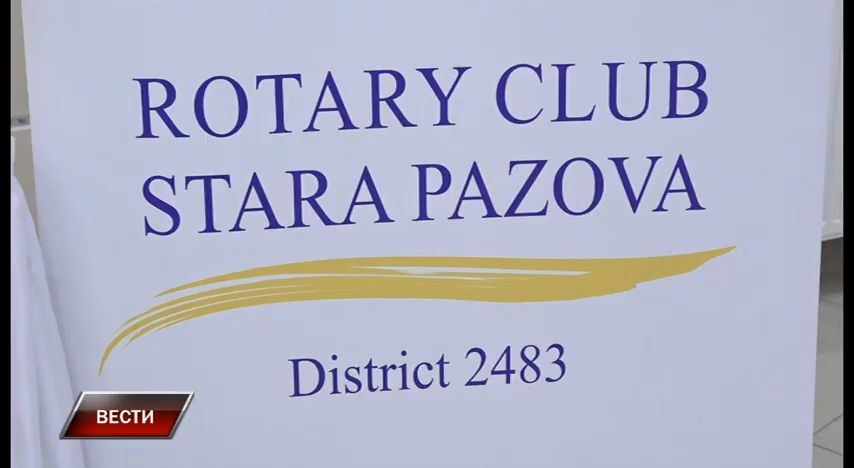 ROTARY CLUB
STARA PAZOVA
District 2483
ВЕСТИ